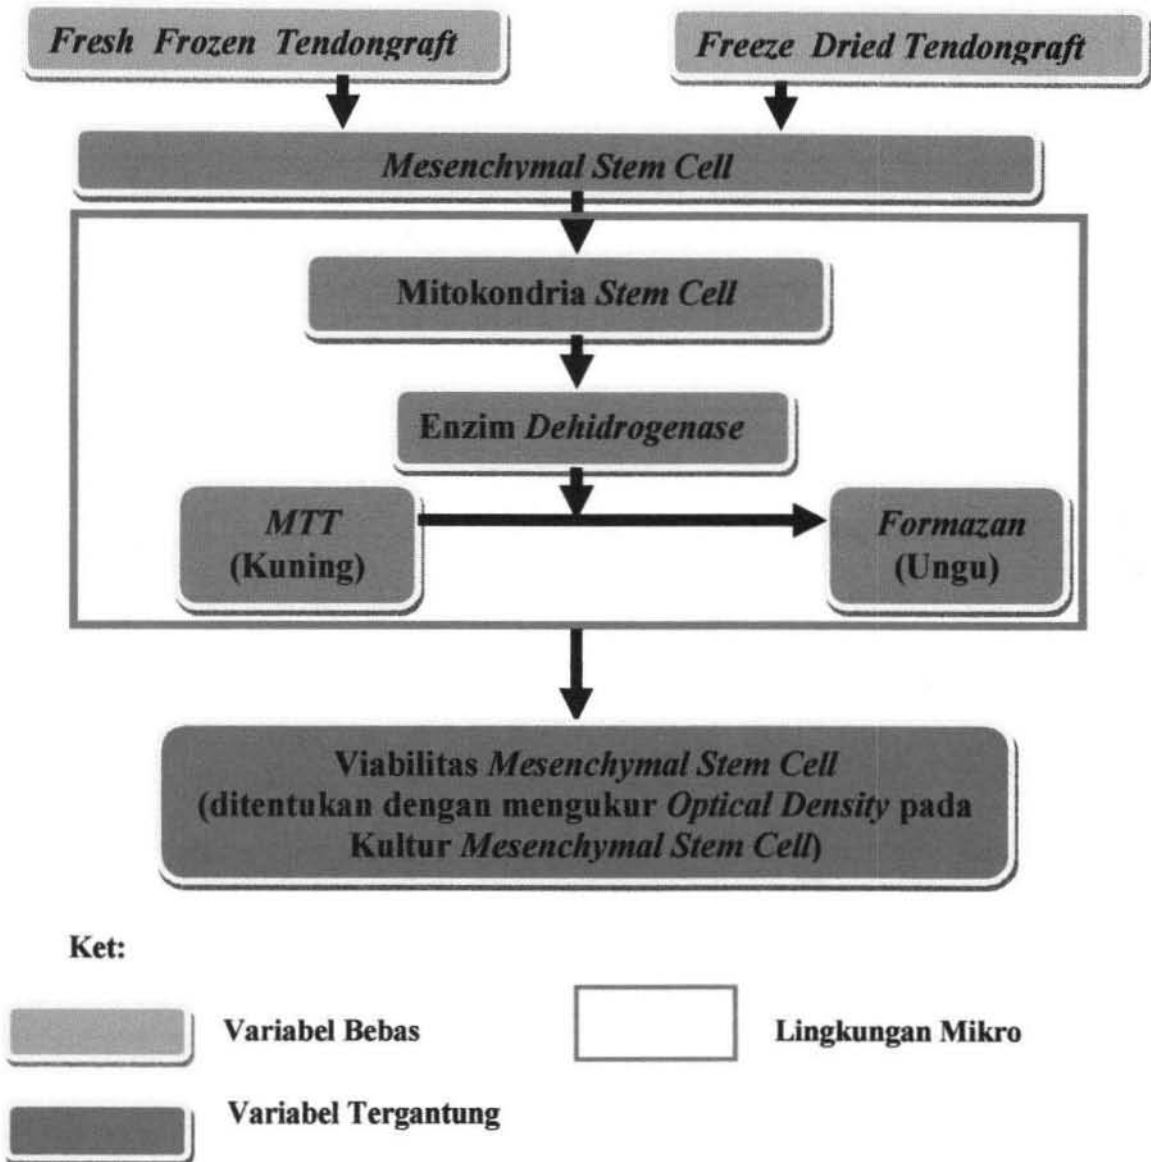 Fresh Frozen Tendongraft
Freeze Dried Tendongraft
Mesenchymal Stem Cell
Mitokondria Stem Cell
Enzim Dehidrogenase
MTT
(Kuning)
Formazan
(Ungu)
Viabilitas Mesenchymal Stem Cell
(ditentukan dengan mengukur Optical Density pada
Kultur Mesenchymal Stem Cell)
Ket:
Variabel Bebas
Lingkungan Mikro
Variabel Tergantung